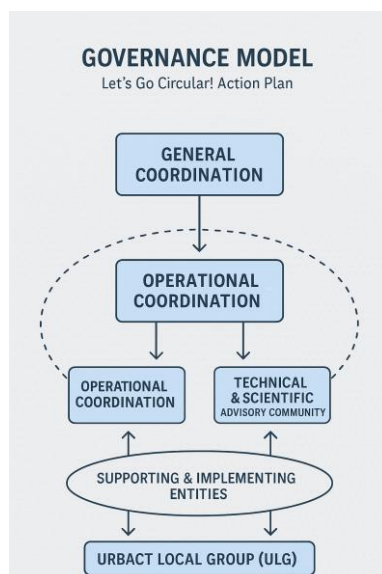 GOVERNANCE MODEL
Let's Go Circular! Action Plan
GENERAL
COORDINATION
OPERATIONAL
COORDINATION
OPERATIONAL
COORDINATION
TECHNICAL
& SCIENTIFIC
ADVISORY COMMUNITY
SUPPORTING & IMPLEMENTING
ENTITIES
URBACT LOCAL GROUP (ULG)